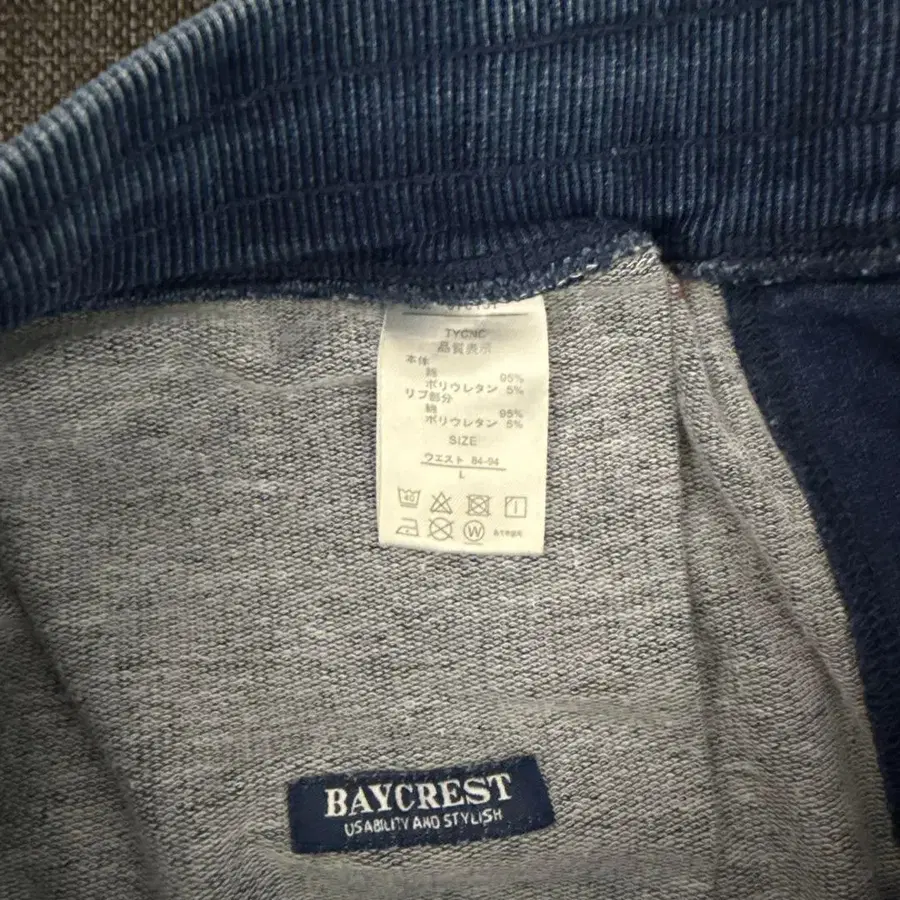 TYCNC
品質表示
本体
綿 95%
ポリウレタン 5%
リブ部分
綿 95%
ポリウレタン 5%
SIZE
ウエスト 84-94
L
40
W
BAYCREST
USABILITY AND STYLISH